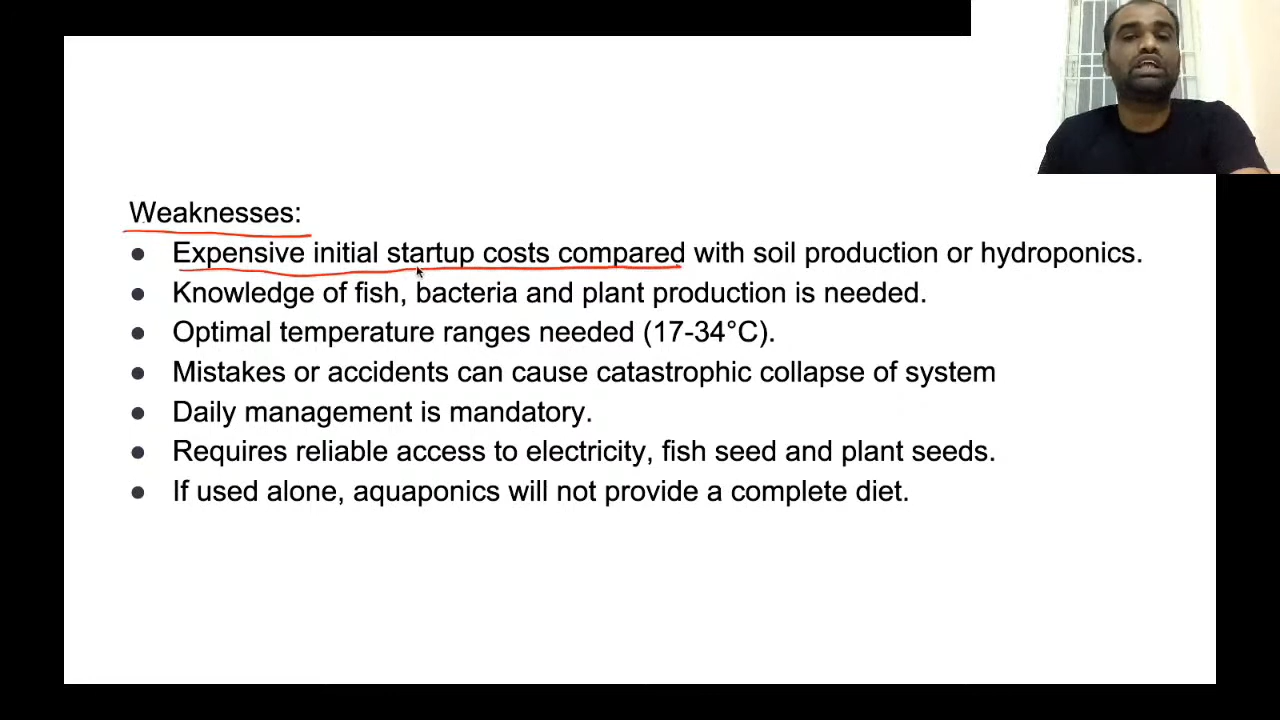 Weaknesses:
● Expensive initial startup costs compared with soil production or hydroponics.
● Knowledge of fish, bacteria and plant production is needed.
● Optimal temperature ranges needed (17-34°C).
● Mistakes or accidents can cause catastrophic collapse of system
● Daily management is mandatory.
● Requires reliable access to electricity, fish seed and plant seeds.
● If used alone, aquaponics will not provide a complete diet.